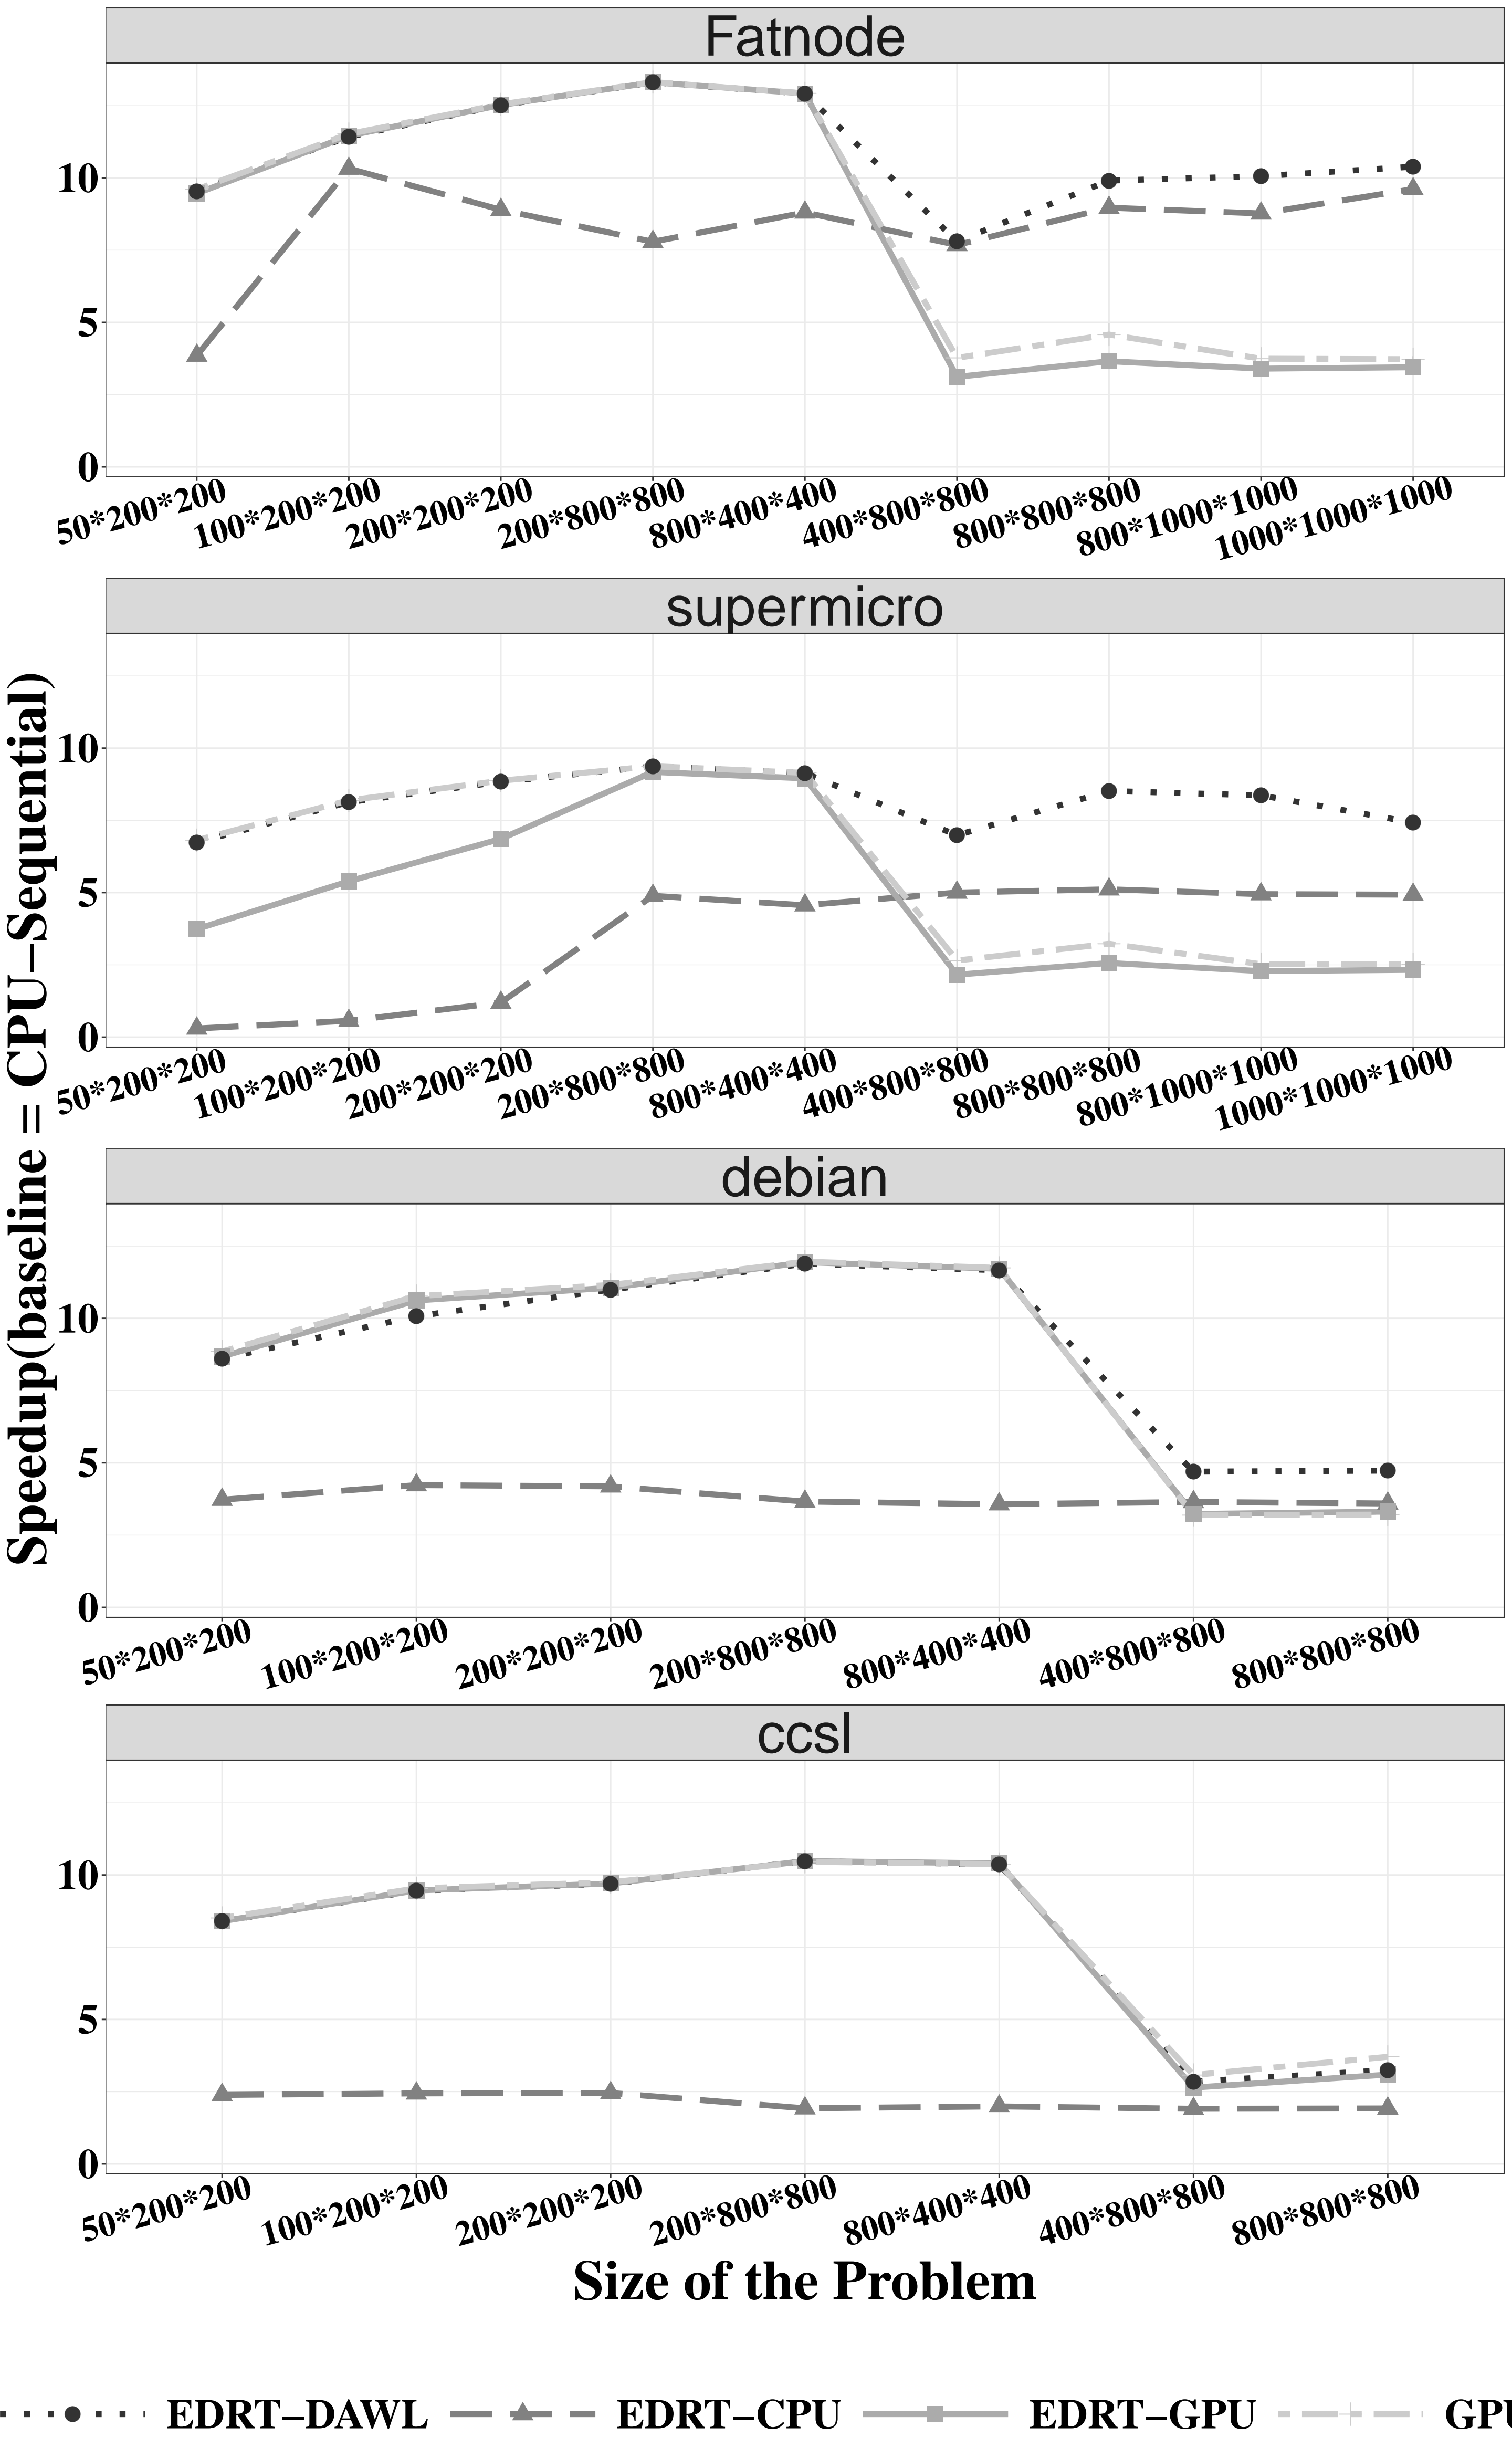 Fatnode
10
5
0
50*200*200 100*200*200 200*200*200 200*800*800 800*400*400 400*800*800 800*800*800 800*1000*1000 1000*1000*1000
supermicro
10
5
0
50*200*200 100*200*200 200*200*200 200*800*800 800*400*400 400*800*800 800*800*800 800*1000*1000 1000*1000*1000
Speedup(baseline = CPU−Sequential)
debian
10
5
0
50*200*200 100*200*200 200*200*200 200*800*800 800*400*400 400*800*800 800*800*800
ccsl
10
5
0
50*200*200 100*200*200 200*200*200 200*800*800 800*400*400 400*800*800 800*800*800
Size of the Problem
EDRT−DAWL EDRT−CPU EDRT−GPU